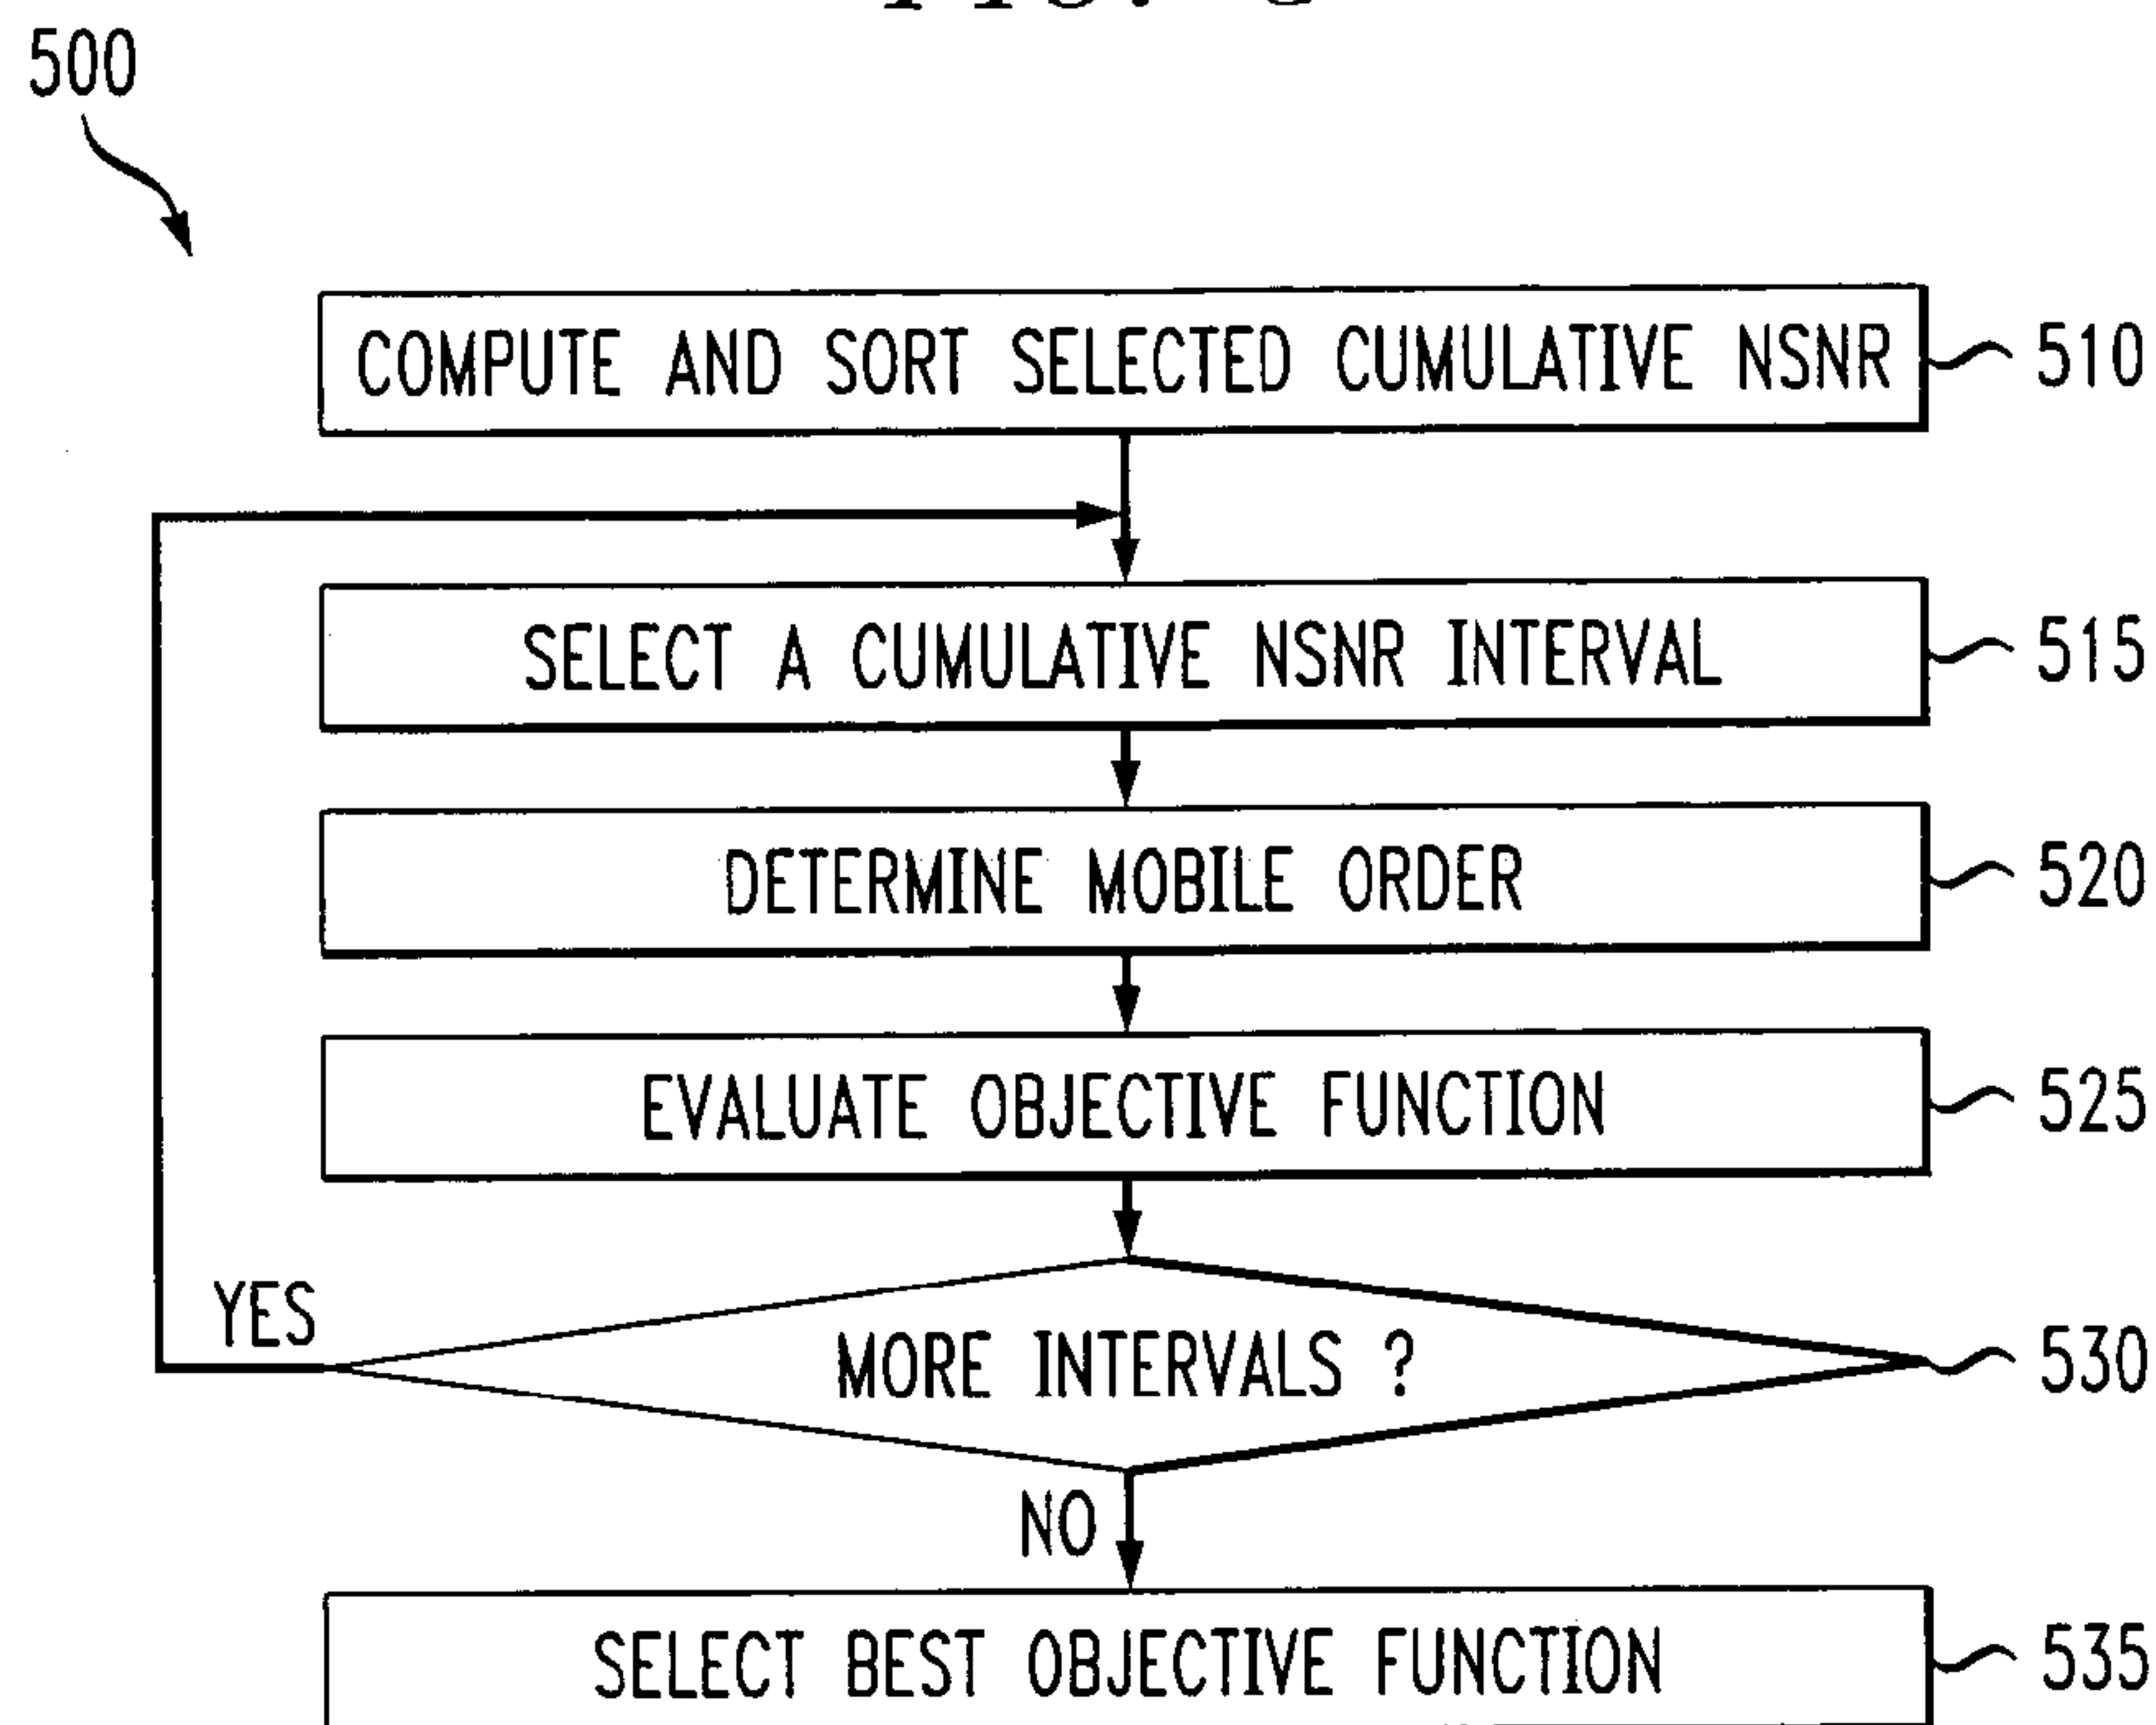 500
COMPUTE AND SORT SELECTED CUMULATIVE NSNR 510
SELECT A CUMULATIVE NSNR INTERVAL 515
DETERMINE MOBILE ORDER 520
EVALUATE OBJECTIVE FUNCTION 525
YES
MORE INTERVALS ? 530
NO
SELECT BEST OBJECTIVE FUNCTION 535